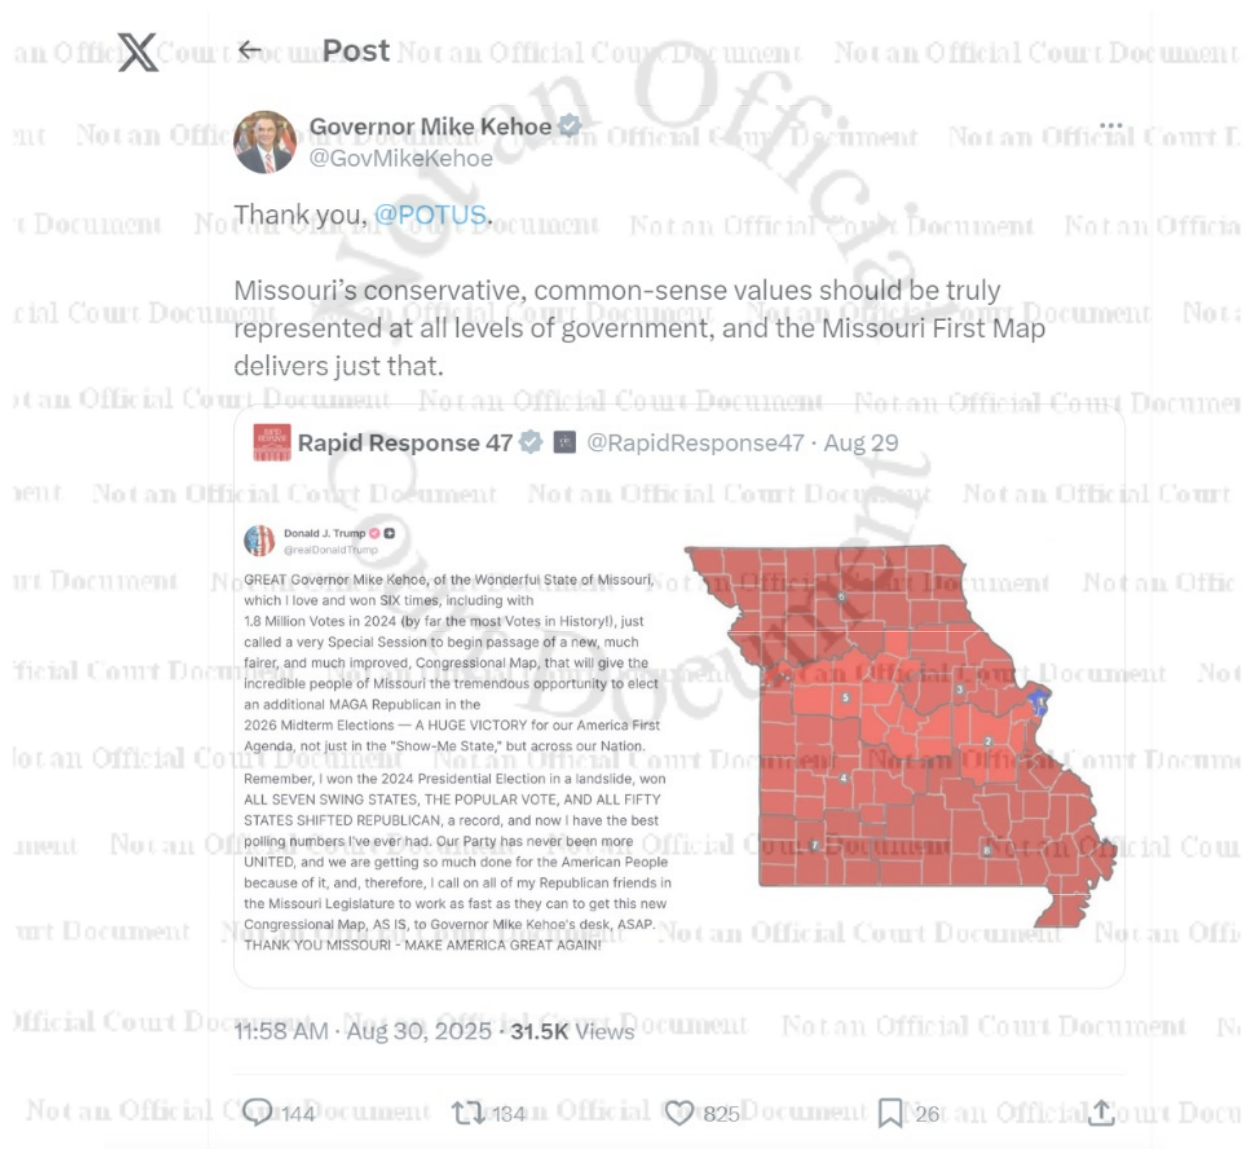 Post
Governor Mike Kehoe
@GovMikeKehoe
Thank you, @POTUS.
Missouri’s conservative, common-sense values should be truly
represented at all levels of government, and the Missouri First Map
delivers just that.
Rapid Response 47 @RapidResponse47 · Aug 29
Donald J. Trump
@realDonaldTrump
GREAT Governor Mike Kehoe, of the Wonderful State of Missouri,
which I love and won SIX times, including with
1.8 Million Votes in 2024 (by far the most Votes in History!), just
called a very Special Session to begin passage of a new, much
fairer, and much improved, Congressional Map, that will give the
incredible people of Missouri the tremendous opportunity to elect
an additional MAGA Republican in the
2026 Midterm Elections — A HUGE VICTORY for our America First
Agenda, not just in the "Show-Me State," but across our Nation.
Remember, I won the 2024 Presidential Election in a landslide, won
ALL SEVEN SWING STATES, THE POPULAR VOTE, AND ALL FIFTY
STATES SHIFTED REPUBLICAN, a record, and now I have the best
polling numbers I've ever had. Our Party has never been more
UNITED, and we are getting so much done for the American People
because of it, and, therefore, I call on all of my Republican friends in
the Missouri Legislature to work as fast as they can to get this new
Congressional Map, AS IS, to Governor Mike Kehoe's desk, ASAP.
THANK YOU MISSOURI - MAKE AMERICA GREAT AGAIN!
6
5
3
2
4
7
8
11:58 AM · Aug 30, 2025 · 31.5K Views
144 134 825 26
Not an Official
Court Document